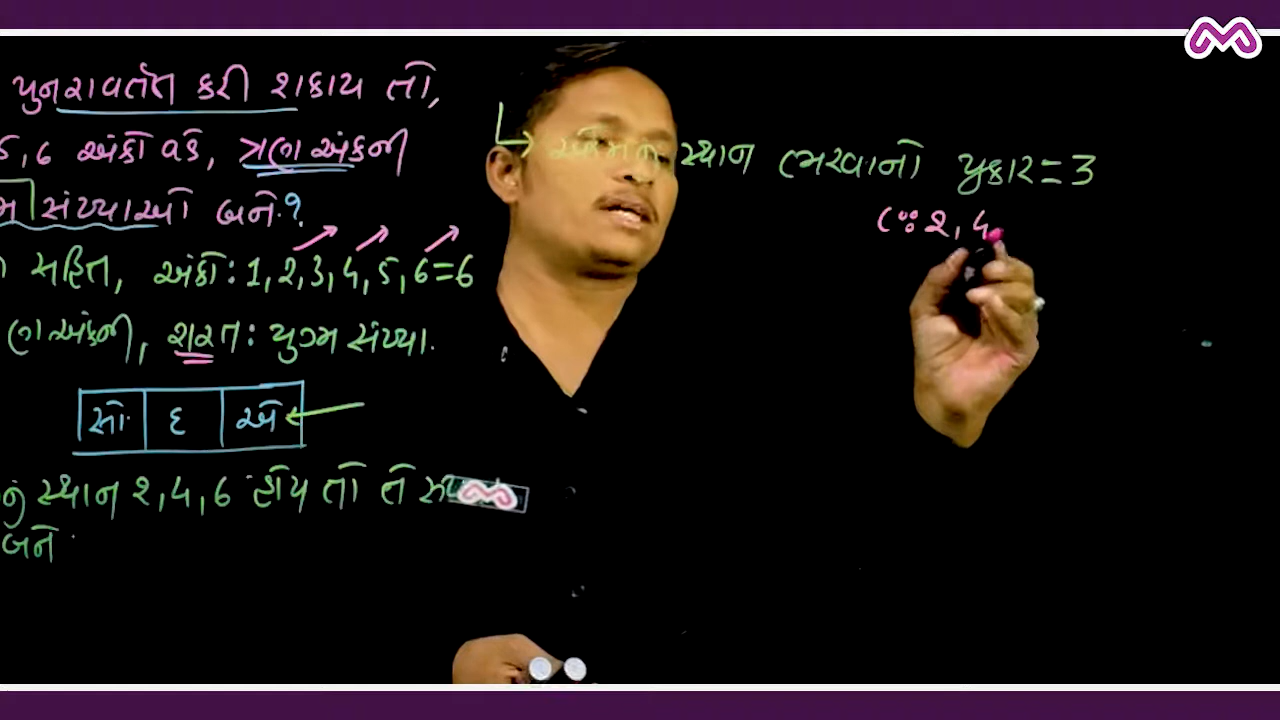 પુનરાવર્તન કરી શકાય તો,
5,6 અંકો વડે, ત્રણ અંકની
સંખ્યાઓ બને?
સહિત, અંકો: 1,2,3,4,5,6=6
અંકની, શરત: યુગ્મ સંખ્યા.
સો. દ એ
સ્થાન 2,4,6 હોય તો તે
બને
સ્થાન ભરવાનો પ્રકાર=3
(∵ 2,4